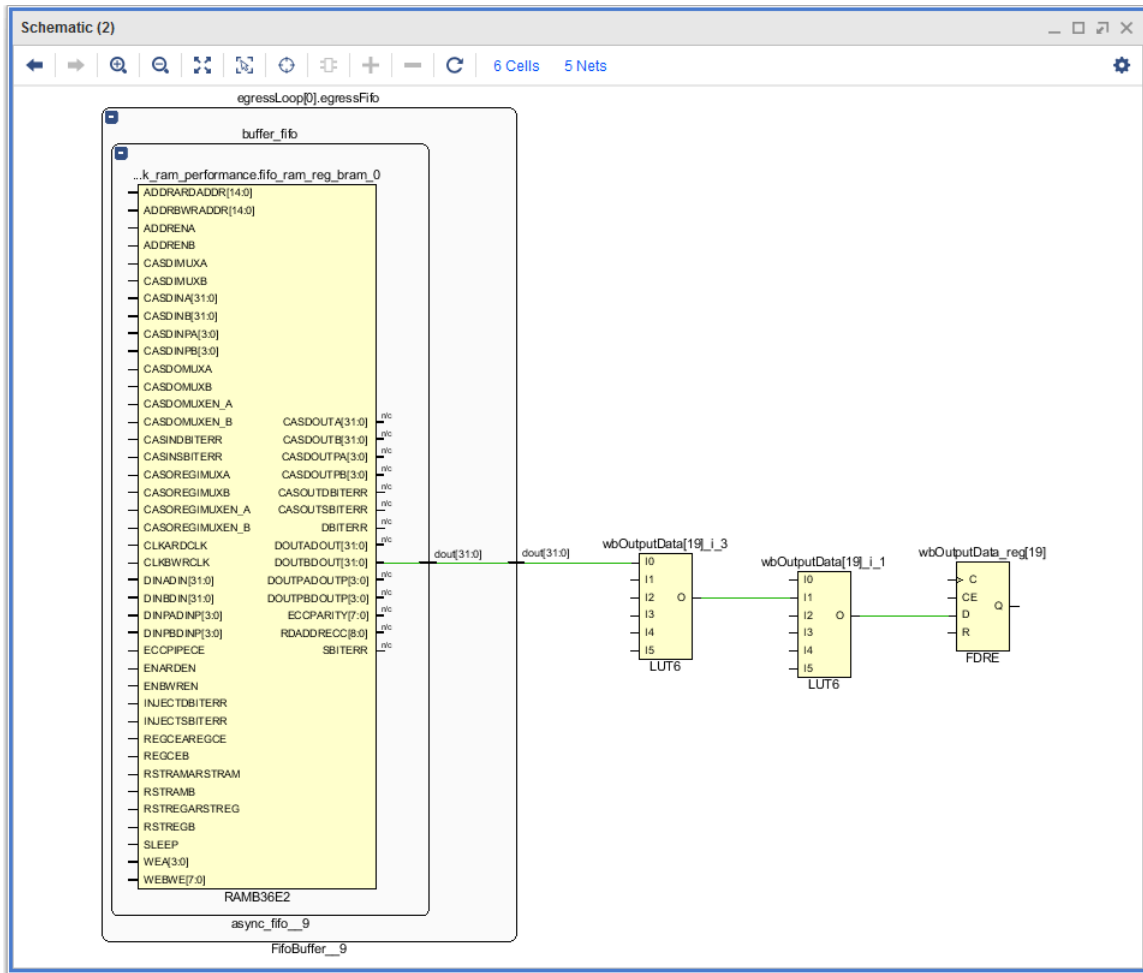 Schematic (2)
6 Cells 5 Nets
egressLoop[0].egressFifo
buffer_fifo
...k_ram_performance.fifo_ram_reg_bram_0
ADDRARDADDR[14:0]
ADDRBWRADDR[14:0]
ADDRENA
ADDRENB
CASDIMUXA
CASDIMUXB
CASDINA[31:0]
CASDINB[31:0]
CASDINPA[3:0]
CASDINPB[3:0]
CASDOMUXA
CASDOMUXB
CASDOMUXEN_A
CASDOMUXEN_B CASDOUTA[31:0] n/c
CASINDBITERR CASDOUTB[31:0] n/c
CASINSBITERR CASDOUTPA[3:0] n/c
CASOREGIMUXA CASDOUTPB[3:0] n/c
CASOREGIMUXB CASOUTDBITERR n/c
CASOREGIMUXEN_A CASOUTSBITERR n/c
CASOREGIMUXEN_B DBITERR n/c
CLKARDCLK DOUTADOUT[31:0] n/c
CLKBWRCLK DOUTBDOUT[31:0] dout[31:0] dout[31:0]
DINADIN[31:0] DOUTPADOUTP[3:0] n/c
DINBDIN[31:0] DOUTPBDOUTP[3:0] n/c
DINPADINP[3:0] ECCPARITY[7:0] n/c
DINPBDINP[3:0] RDADDRECC[8:0] n/c
ECCPIPECE SBITERR n/c
ENARDEN
ENBWREN
INJECTDBITERR
INJECTSBITERR
REGCEAREGCE
REGCEB
RSTRAMARSTRAM
RSTRAMB
RSTREGARSTREG
RSTREGB
SLEEP
WEA[3:0]
WEBWE[7:0]
RAMB36E2
async_fifo__9
FifoBuffer__9
wbOutputData[19]_i_3
I0
I1
I2 O
I3
I4
I5
LUT6
wbOutputData[19]_i_1
I0
I1
I2 O
I3
I4
I5
LUT6
wbOutputData_reg[19]
C
CE Q
D
R
FDRE